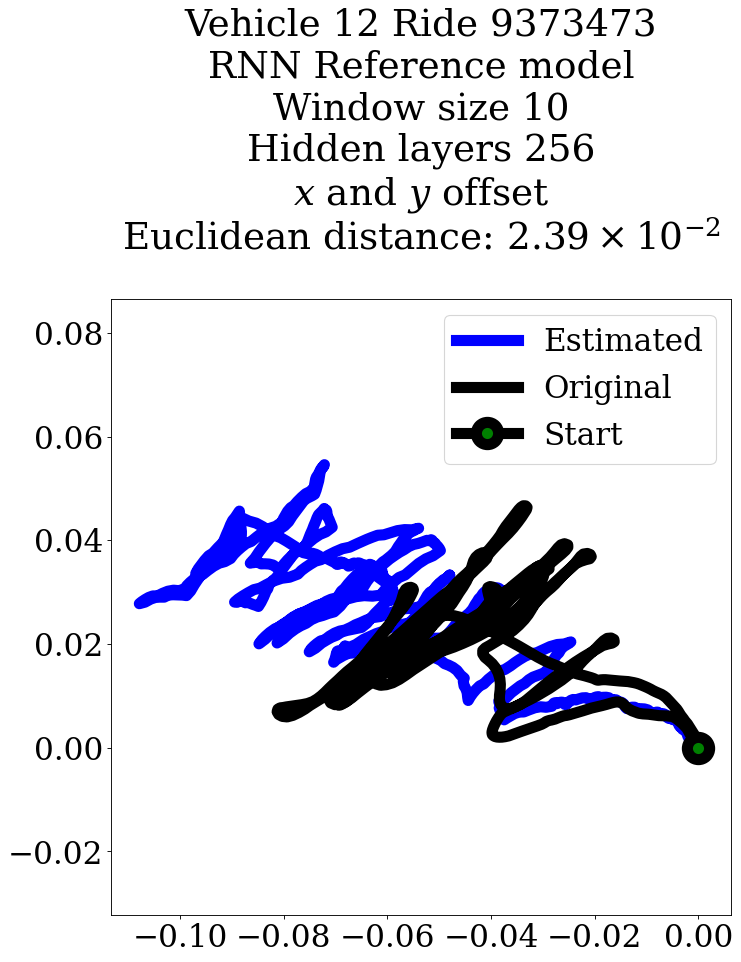 Vehicle 12 Ride 9373473
RNN Reference model
Window size 10
Hidden layers 256
x and y offset
Euclidean distance: 2.39 × 10⁻²
Estimated
Original
Start
0.08
0.06
0.04
0.02
0.00
−0.02
−0.10 −0.08 −0.06 −0.04 −0.02 0.00